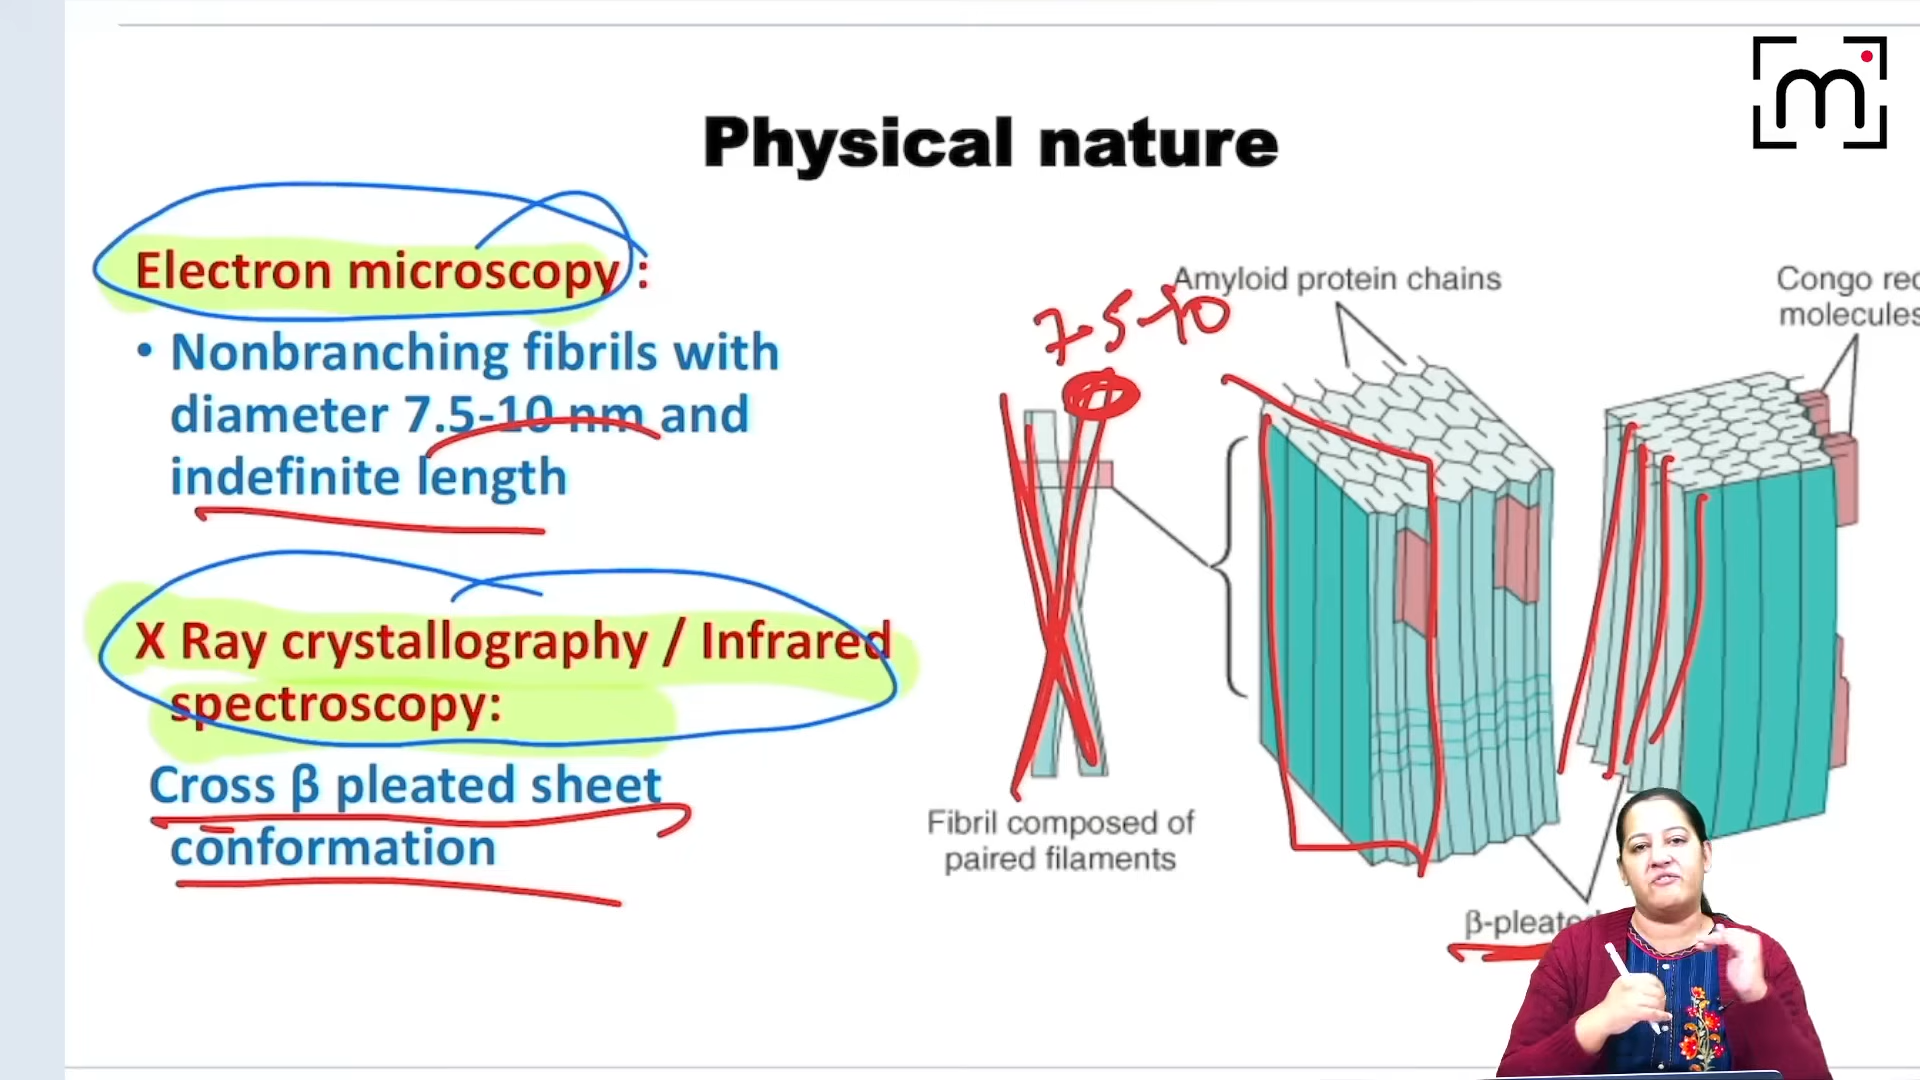 Physical nature
Electron microscopy :
• Nonbranching fibrils with
diameter 7.5-10 nm and
indefinite length
X Ray crystallography / Infrared
spectroscopy:
Cross β pleated sheet
conformation
7.5-10
Amyloid protein chains
Congo red
molecules
Fibril composed of
paired filaments
β-pleated
m